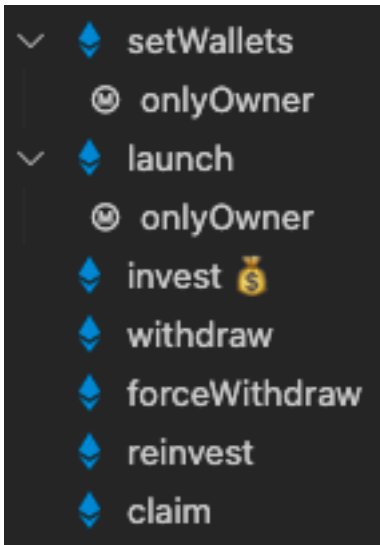 setWallets
onlyOwner
launch
onlyOwner
invest 💰
withdraw
forceWithdraw
reinvest
claim